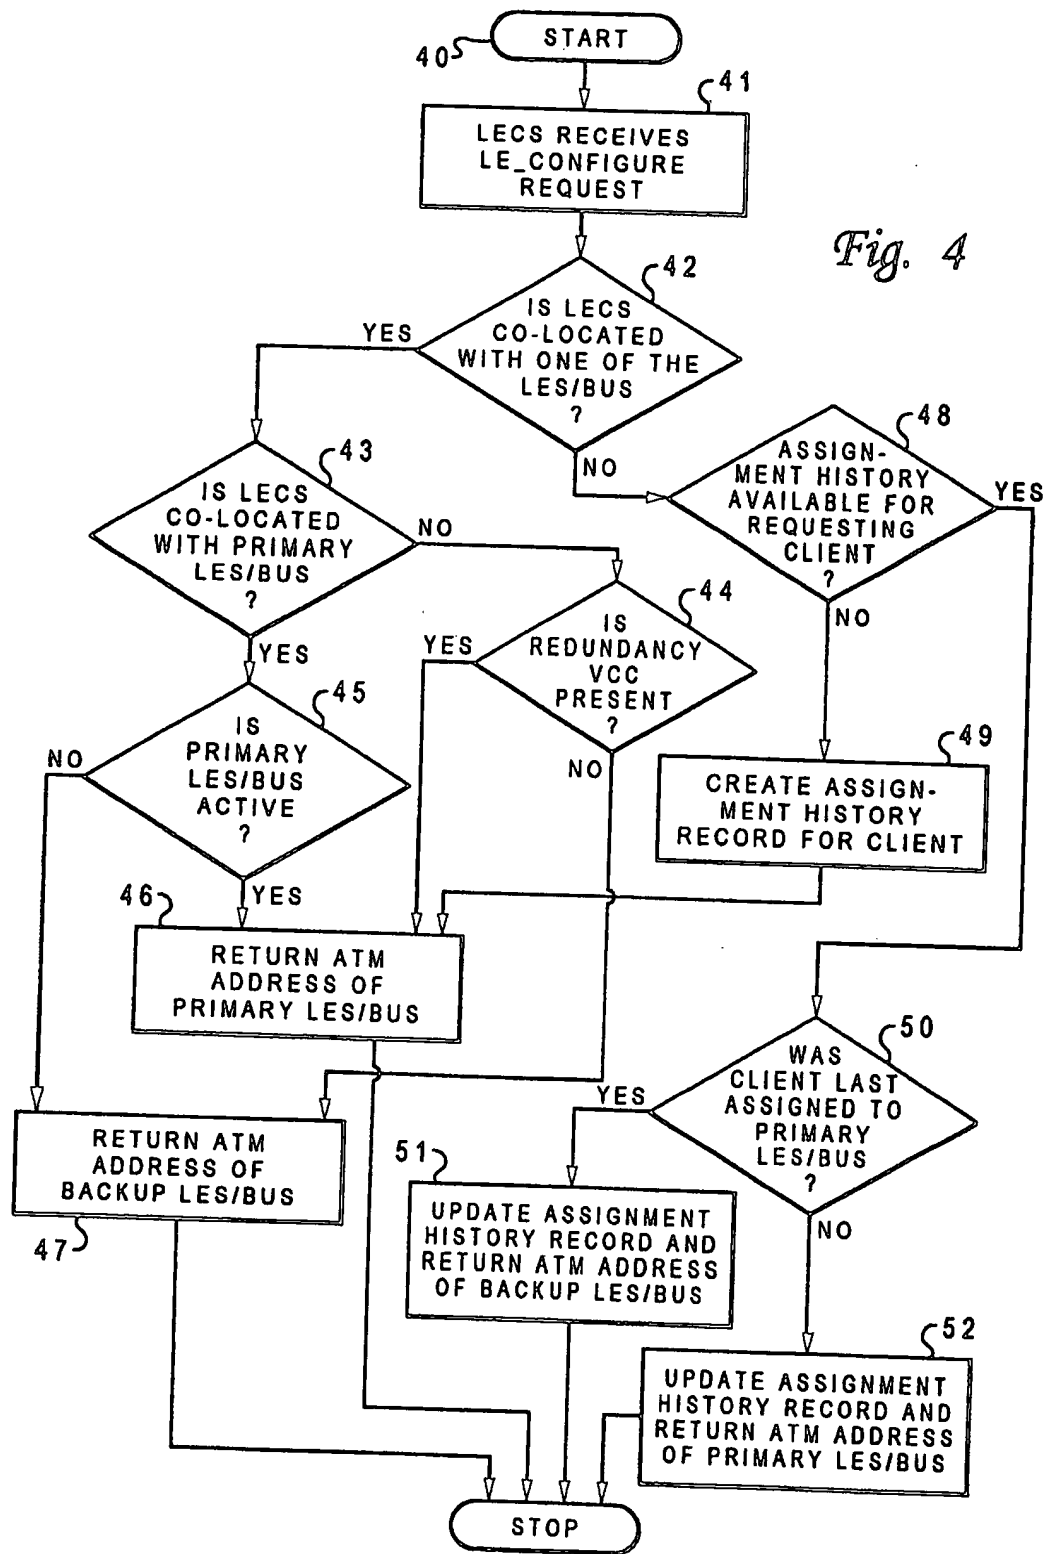 START
40
41
LECS RECEIVES
LE_CONFIGURE
REQUEST
Fig. 4
42
IS LECS
CO-LOCATED
WITH ONE OF THE
LES/BUS
?
YES
NO
43
IS LECS
CO-LOCATED
WITH PRIMARY
LES/BUS
?
NO
YES
48
ASSIGN-
MENT HISTORY
AVAILABLE FOR
REQUESTING
CLIENT
?
YES
NO
44
IS
REDUNDANCY
VCC
PRESENT
?
YES
NO
45
IS
PRIMARY
LES/BUS
ACTIVE
?
NO
YES
49
CREATE ASSIGN-
MENT HISTORY
RECORD FOR CLIENT
46
RETURN ATM
ADDRESS OF
PRIMARY LES/BUS
50
WAS
CLIENT LAST
ASSIGNED TO
PRIMARY
LES/BUS
?
YES
NO
RETURN ATM
ADDRESS OF
BACKUP LES/BUS
47
51
UPDATE ASSIGNMENT
HISTORY RECORD AND
RETURN ATM ADDRESS
OF BACKUP LES/BUS
52
UPDATE ASSIGNMENT
HISTORY RECORD AND
RETURN ATM ADDRESS
OF PRIMARY LES/BUS
STOP